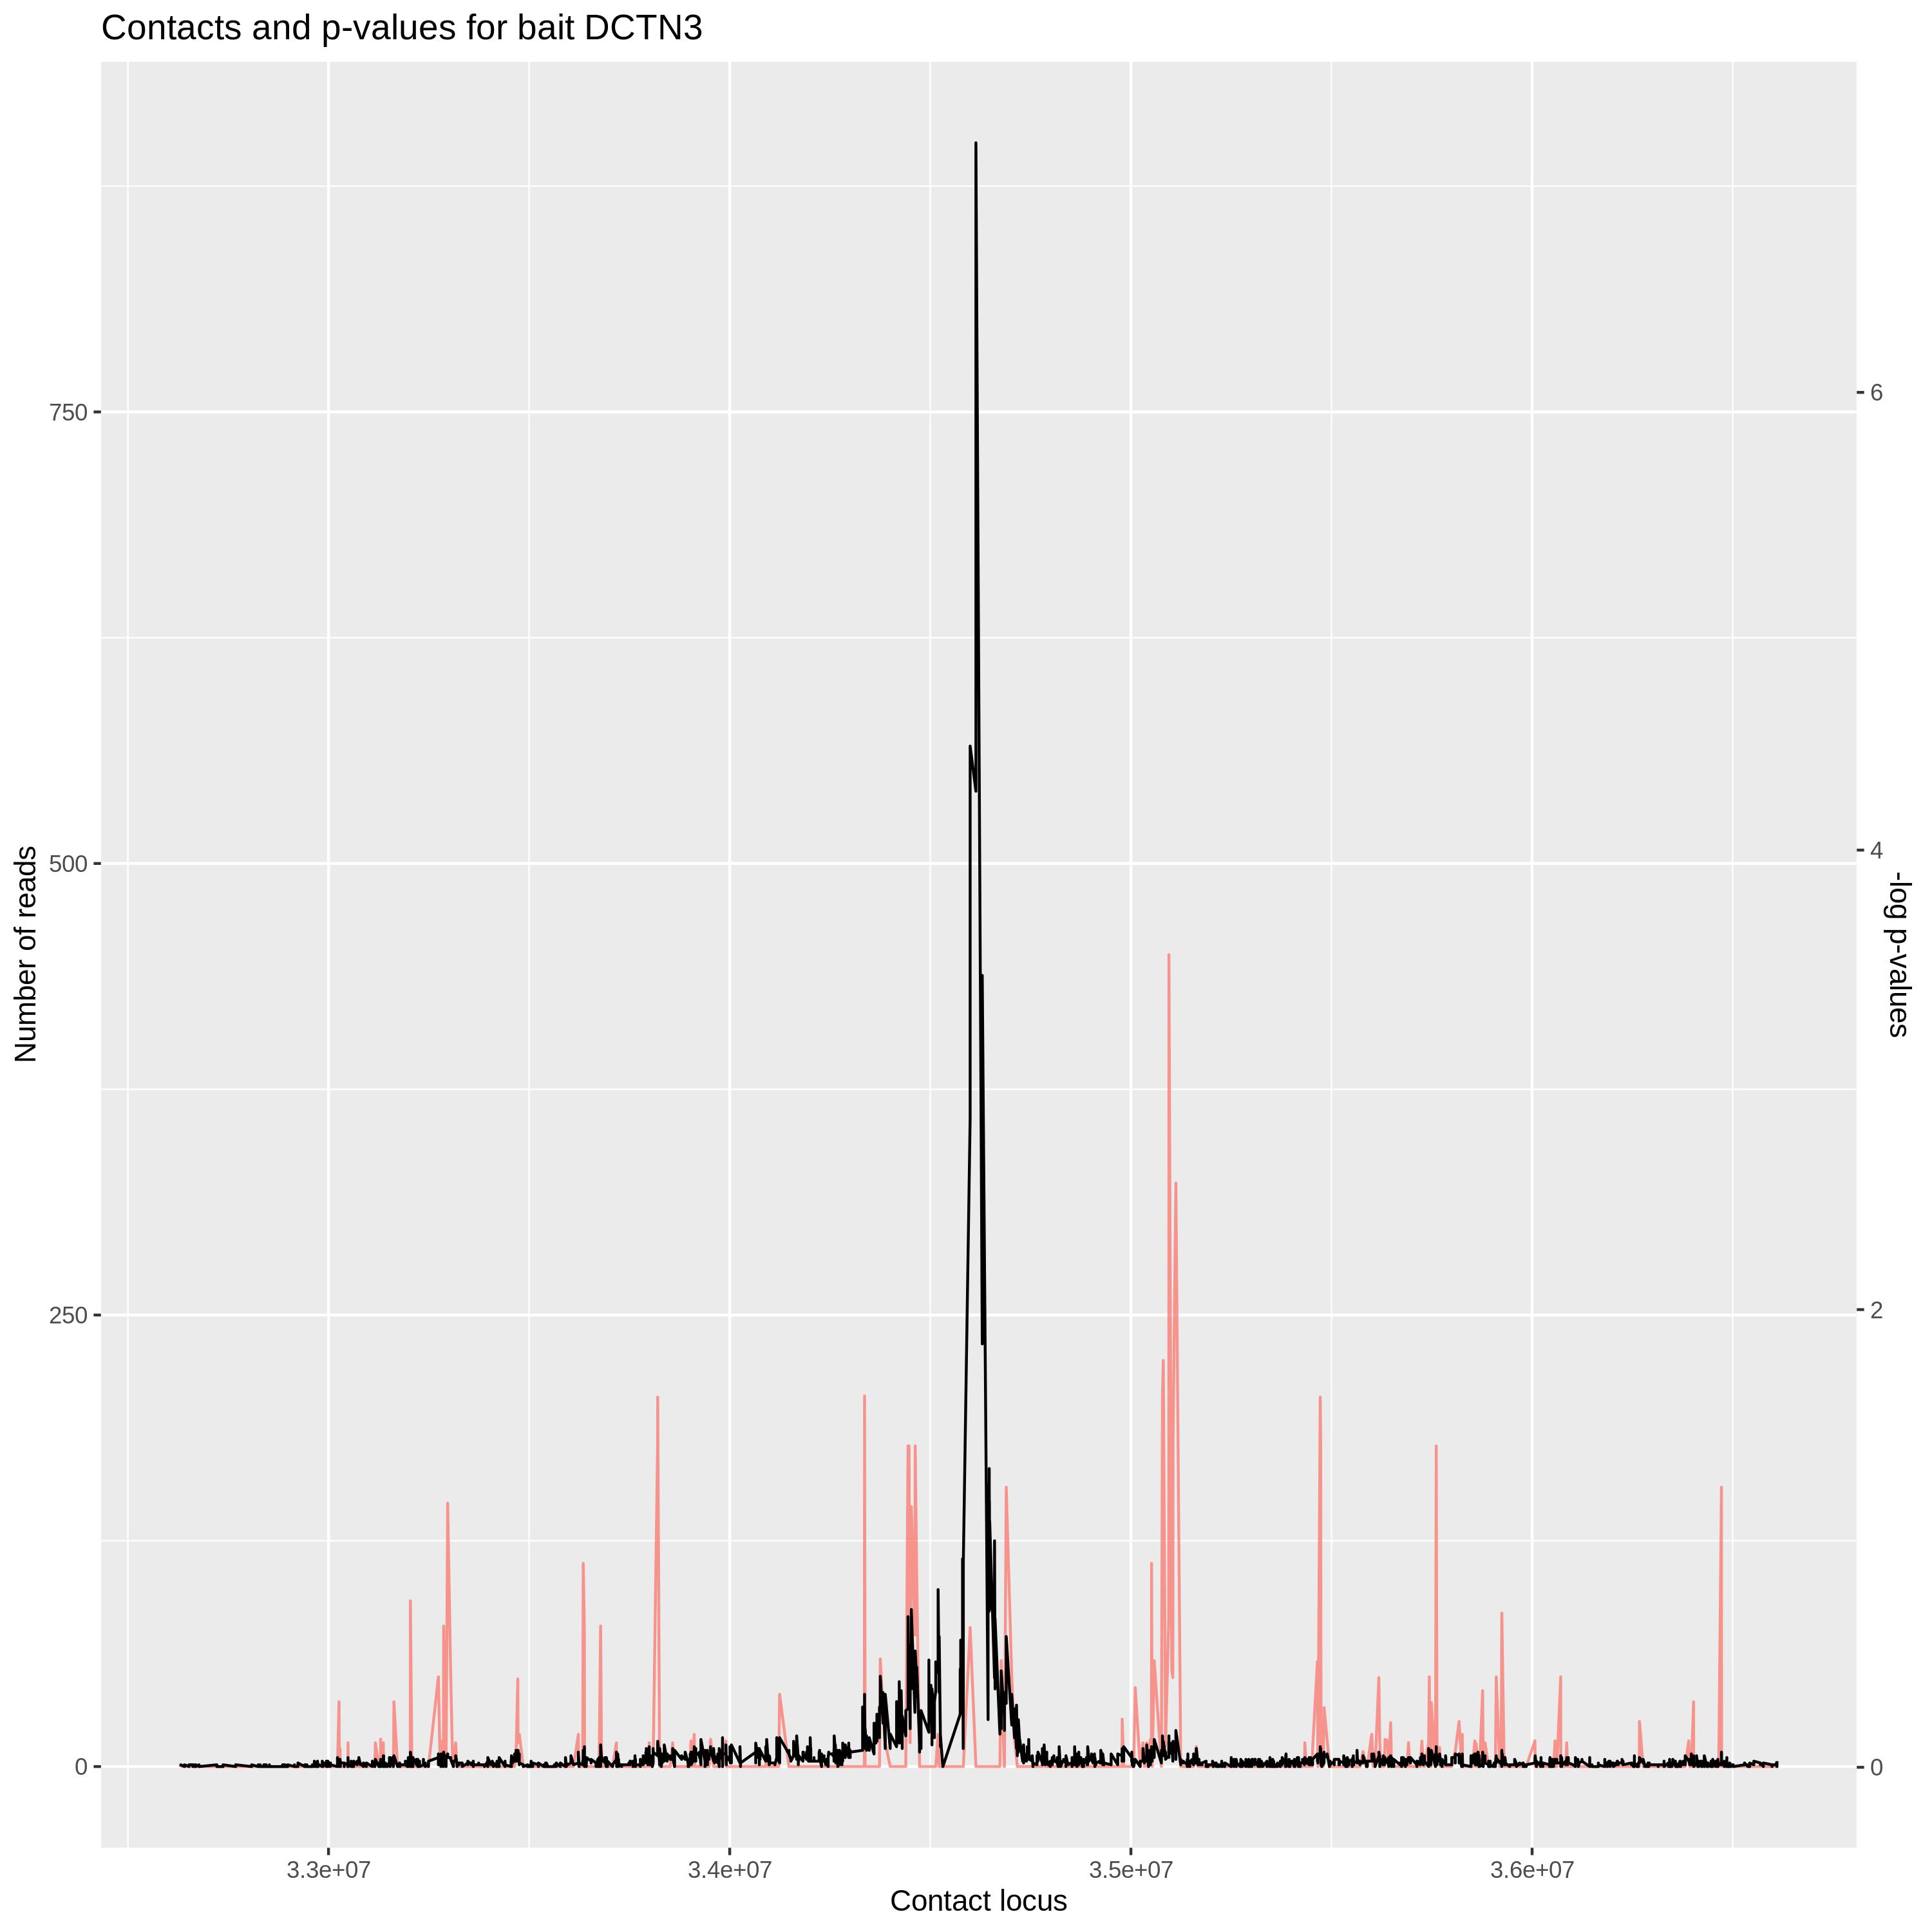 Contacts and p-values for bait DCTN3
Number of reads
750
500
250
0
6
4
2
0
-log p-values
3.3e+07
3.4e+07
3.5e+07
3.6e+07
Contact locus